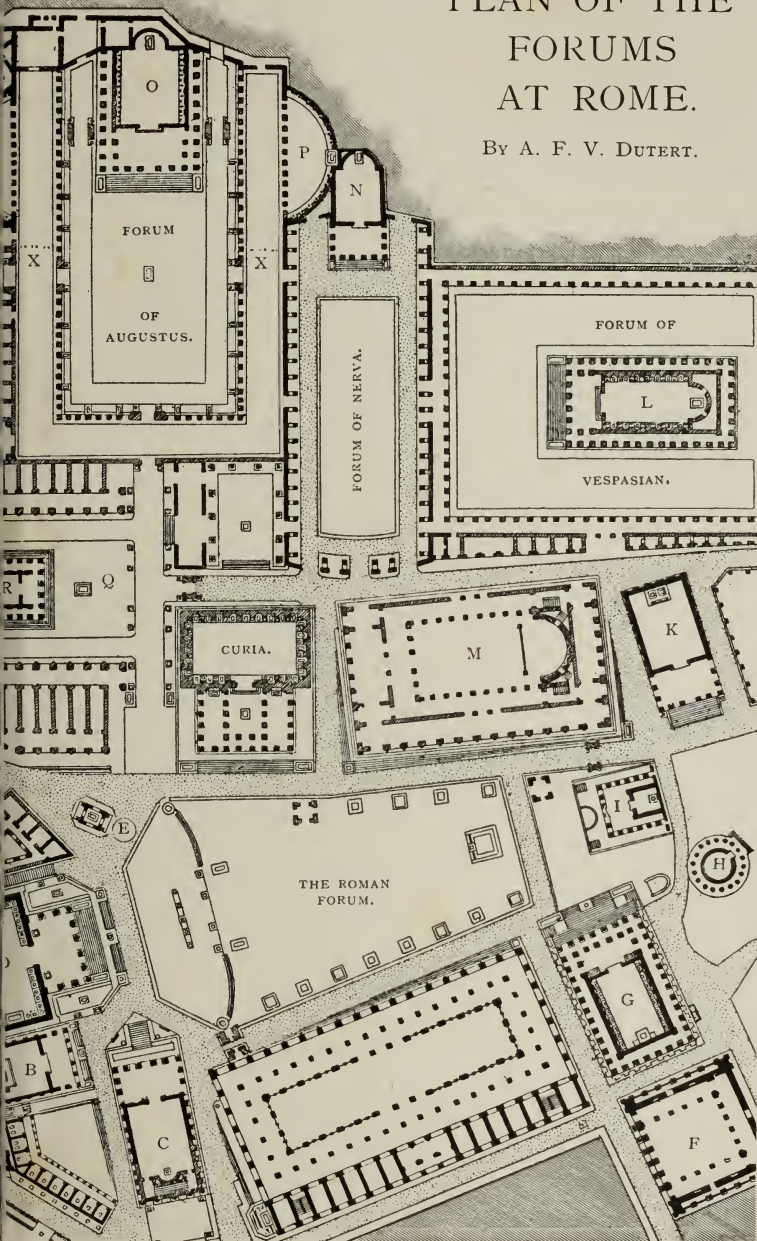 PLAN OF THE
FORUMS
AT ROME.
By A. F. V. Dutert.
O
P
N
FORUM
OF
AUGUSTUS.
X
X
FORUM OF NERVA.
FORUM OF
L
VESPASIAN.
R
Q
CURIA.
M
K
E
I
H
THE ROMAN
FORUM.
G
B
C
F